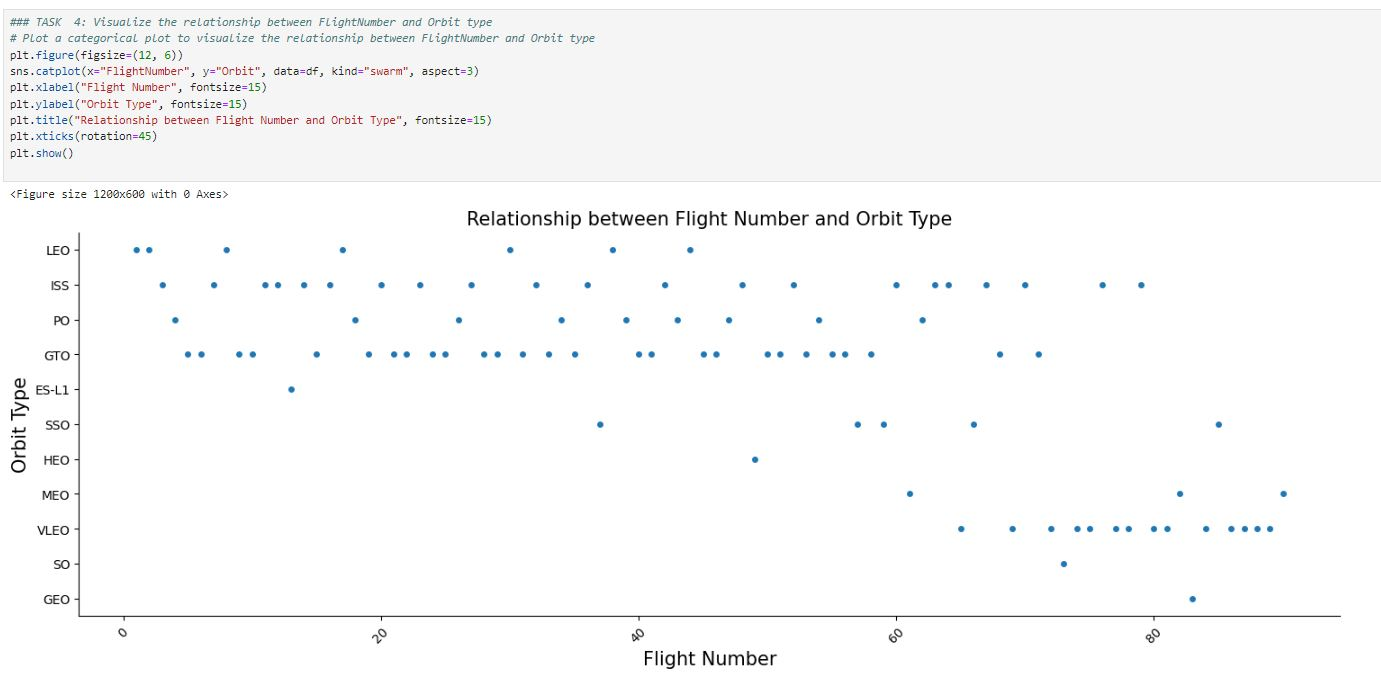 ### TASK  4: Visualize the relationship between FlightNumber and Orbit type
# Plot a categorical plot to visualize the relationship between FlightNumber and Orbit type
plt.figure(figsize=(12, 6))
sns.catplot(x="FlightNumber", y="Orbit", data=df, kind="swarm", aspect=3)
plt.xlabel("Flight Number", fontsize=15)
plt.ylabel("Orbit Type", fontsize=15)
plt.title("Relationship between Flight Number and Orbit Type", fontsize=15)
plt.xticks(rotation=45)
plt.show()
<Figure size 1200x600 with 0 Axes>
Relationship between Flight Number and Orbit Type
LEO
ISS
PO
GTO
ES-L1
SSO
HEO
MEO
VLEO
SO
GEO
Orbit Type
0
20
40
60
80
Flight Number